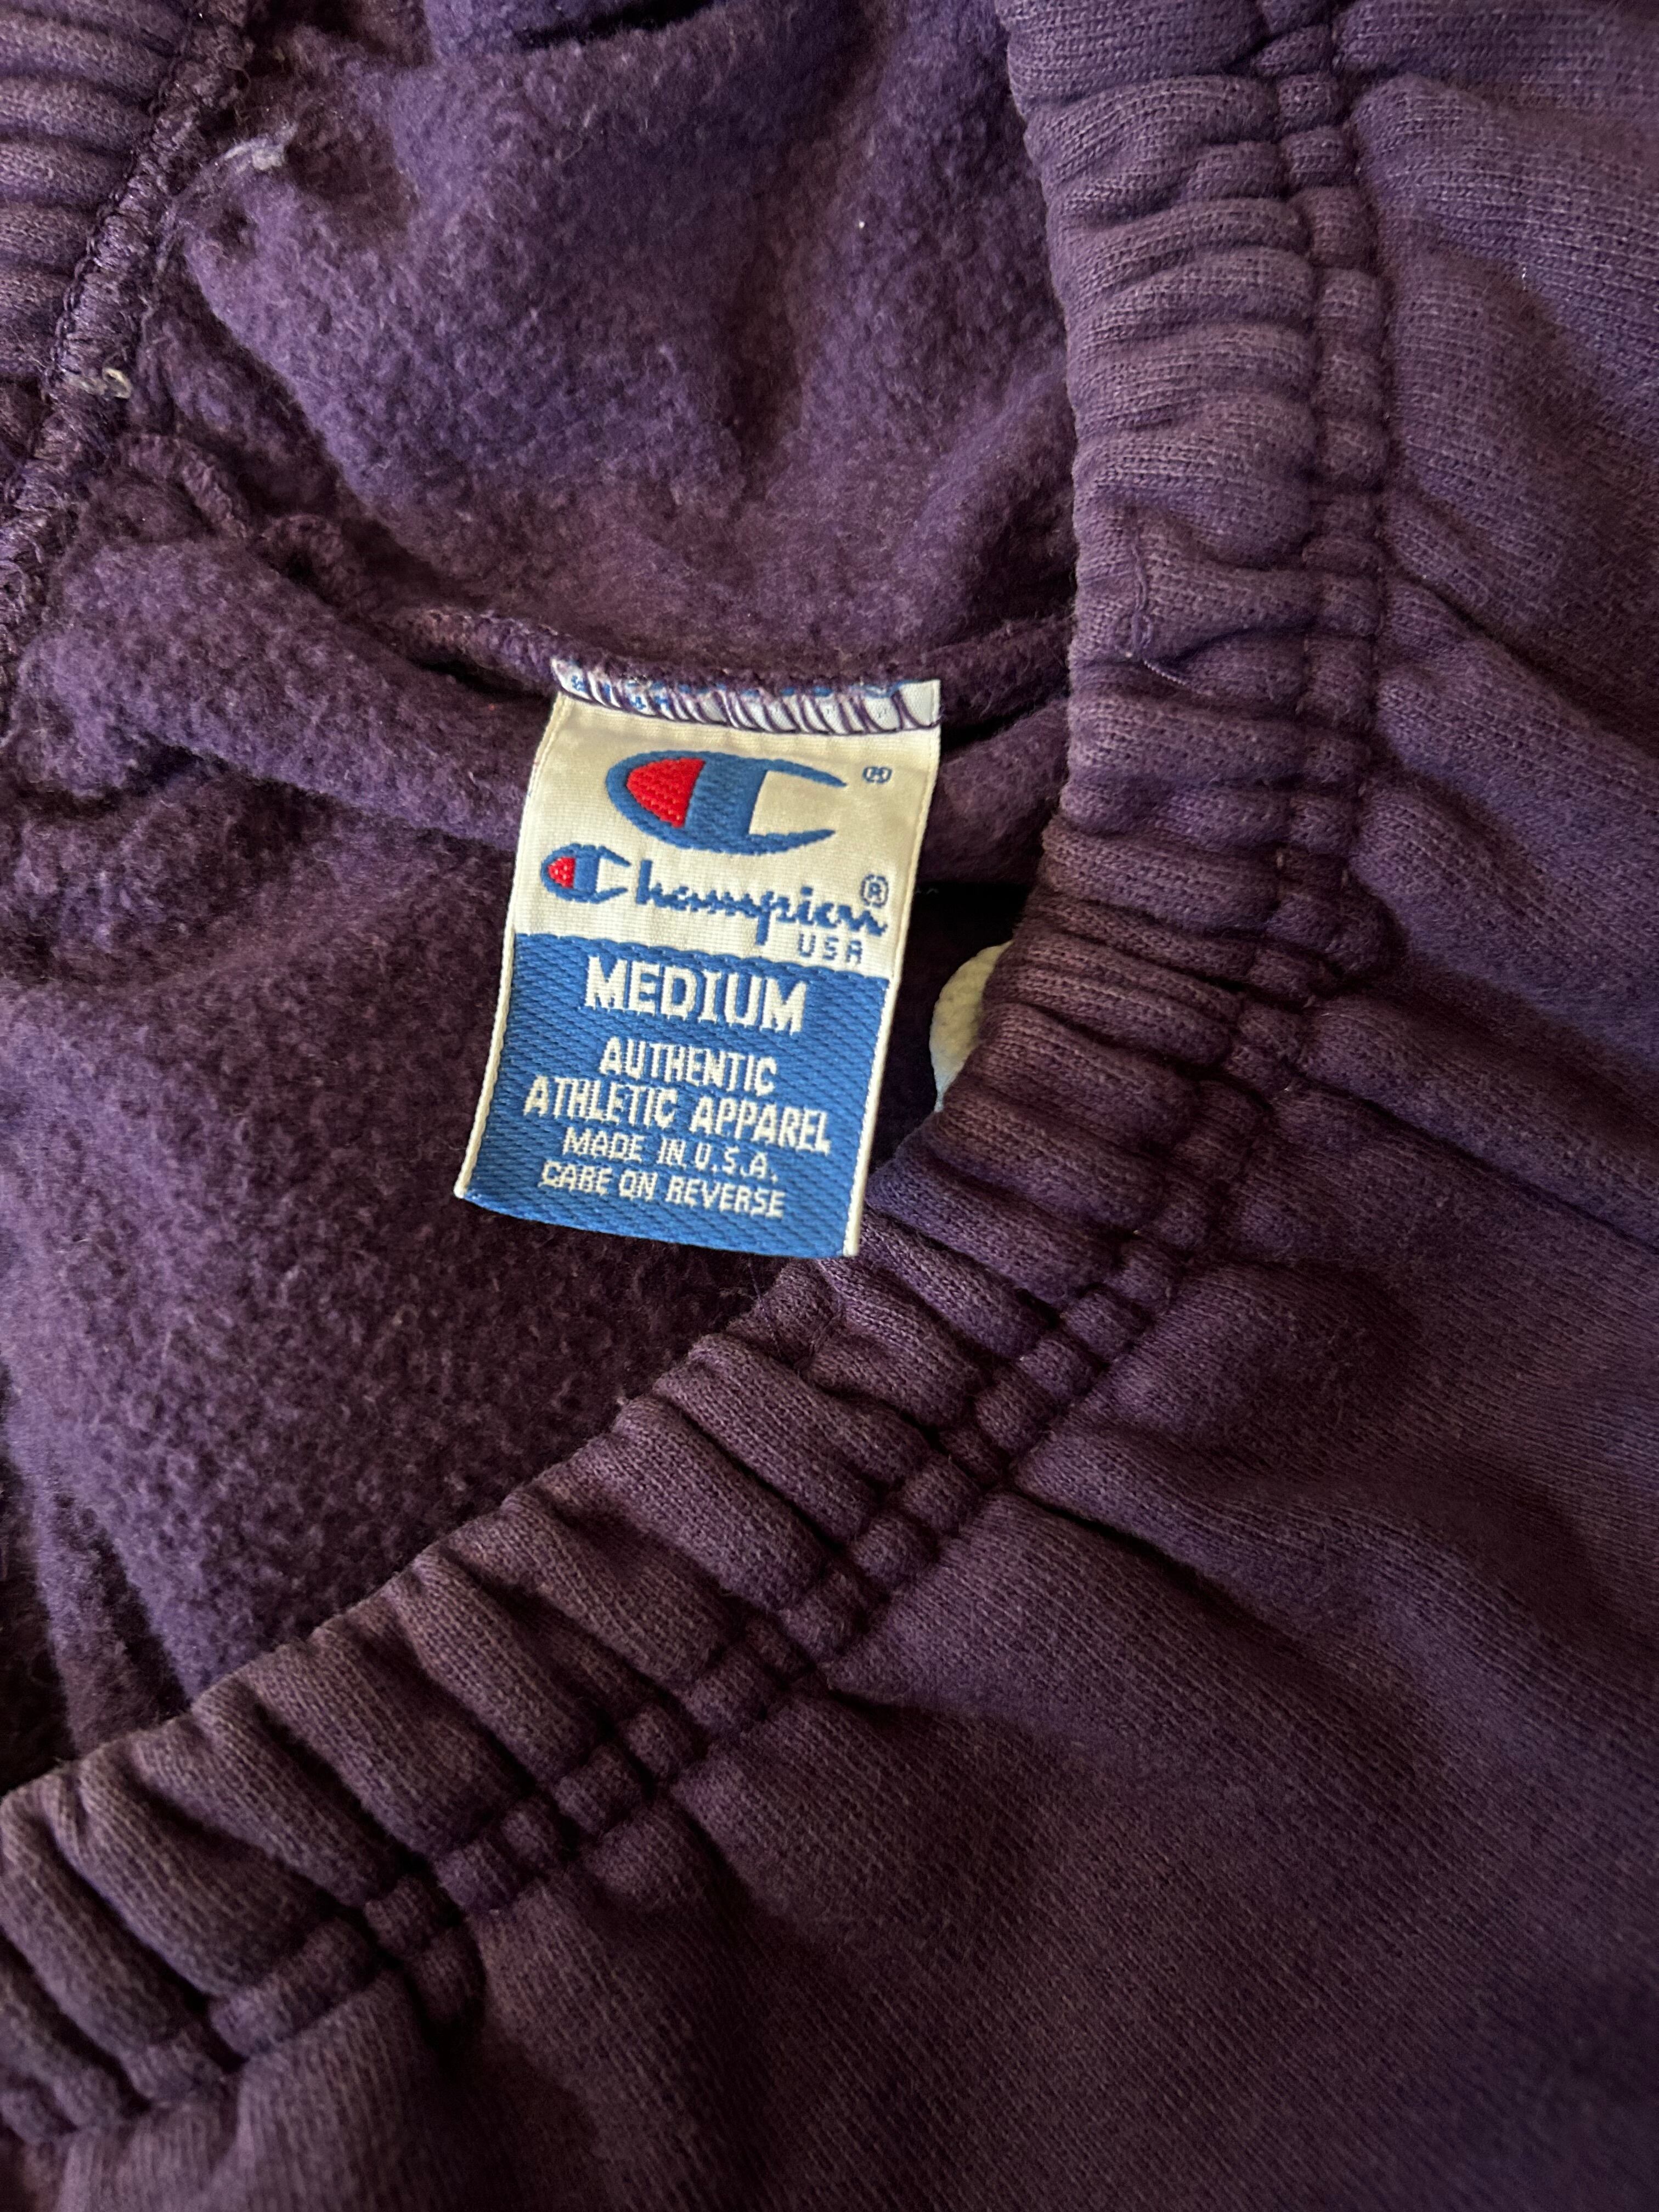 Champion®
USA
MEDIUM
AUTHENTIC
ATHLETIC APPAREL
MADE IN U.S.A.
CARE ON REVERSE